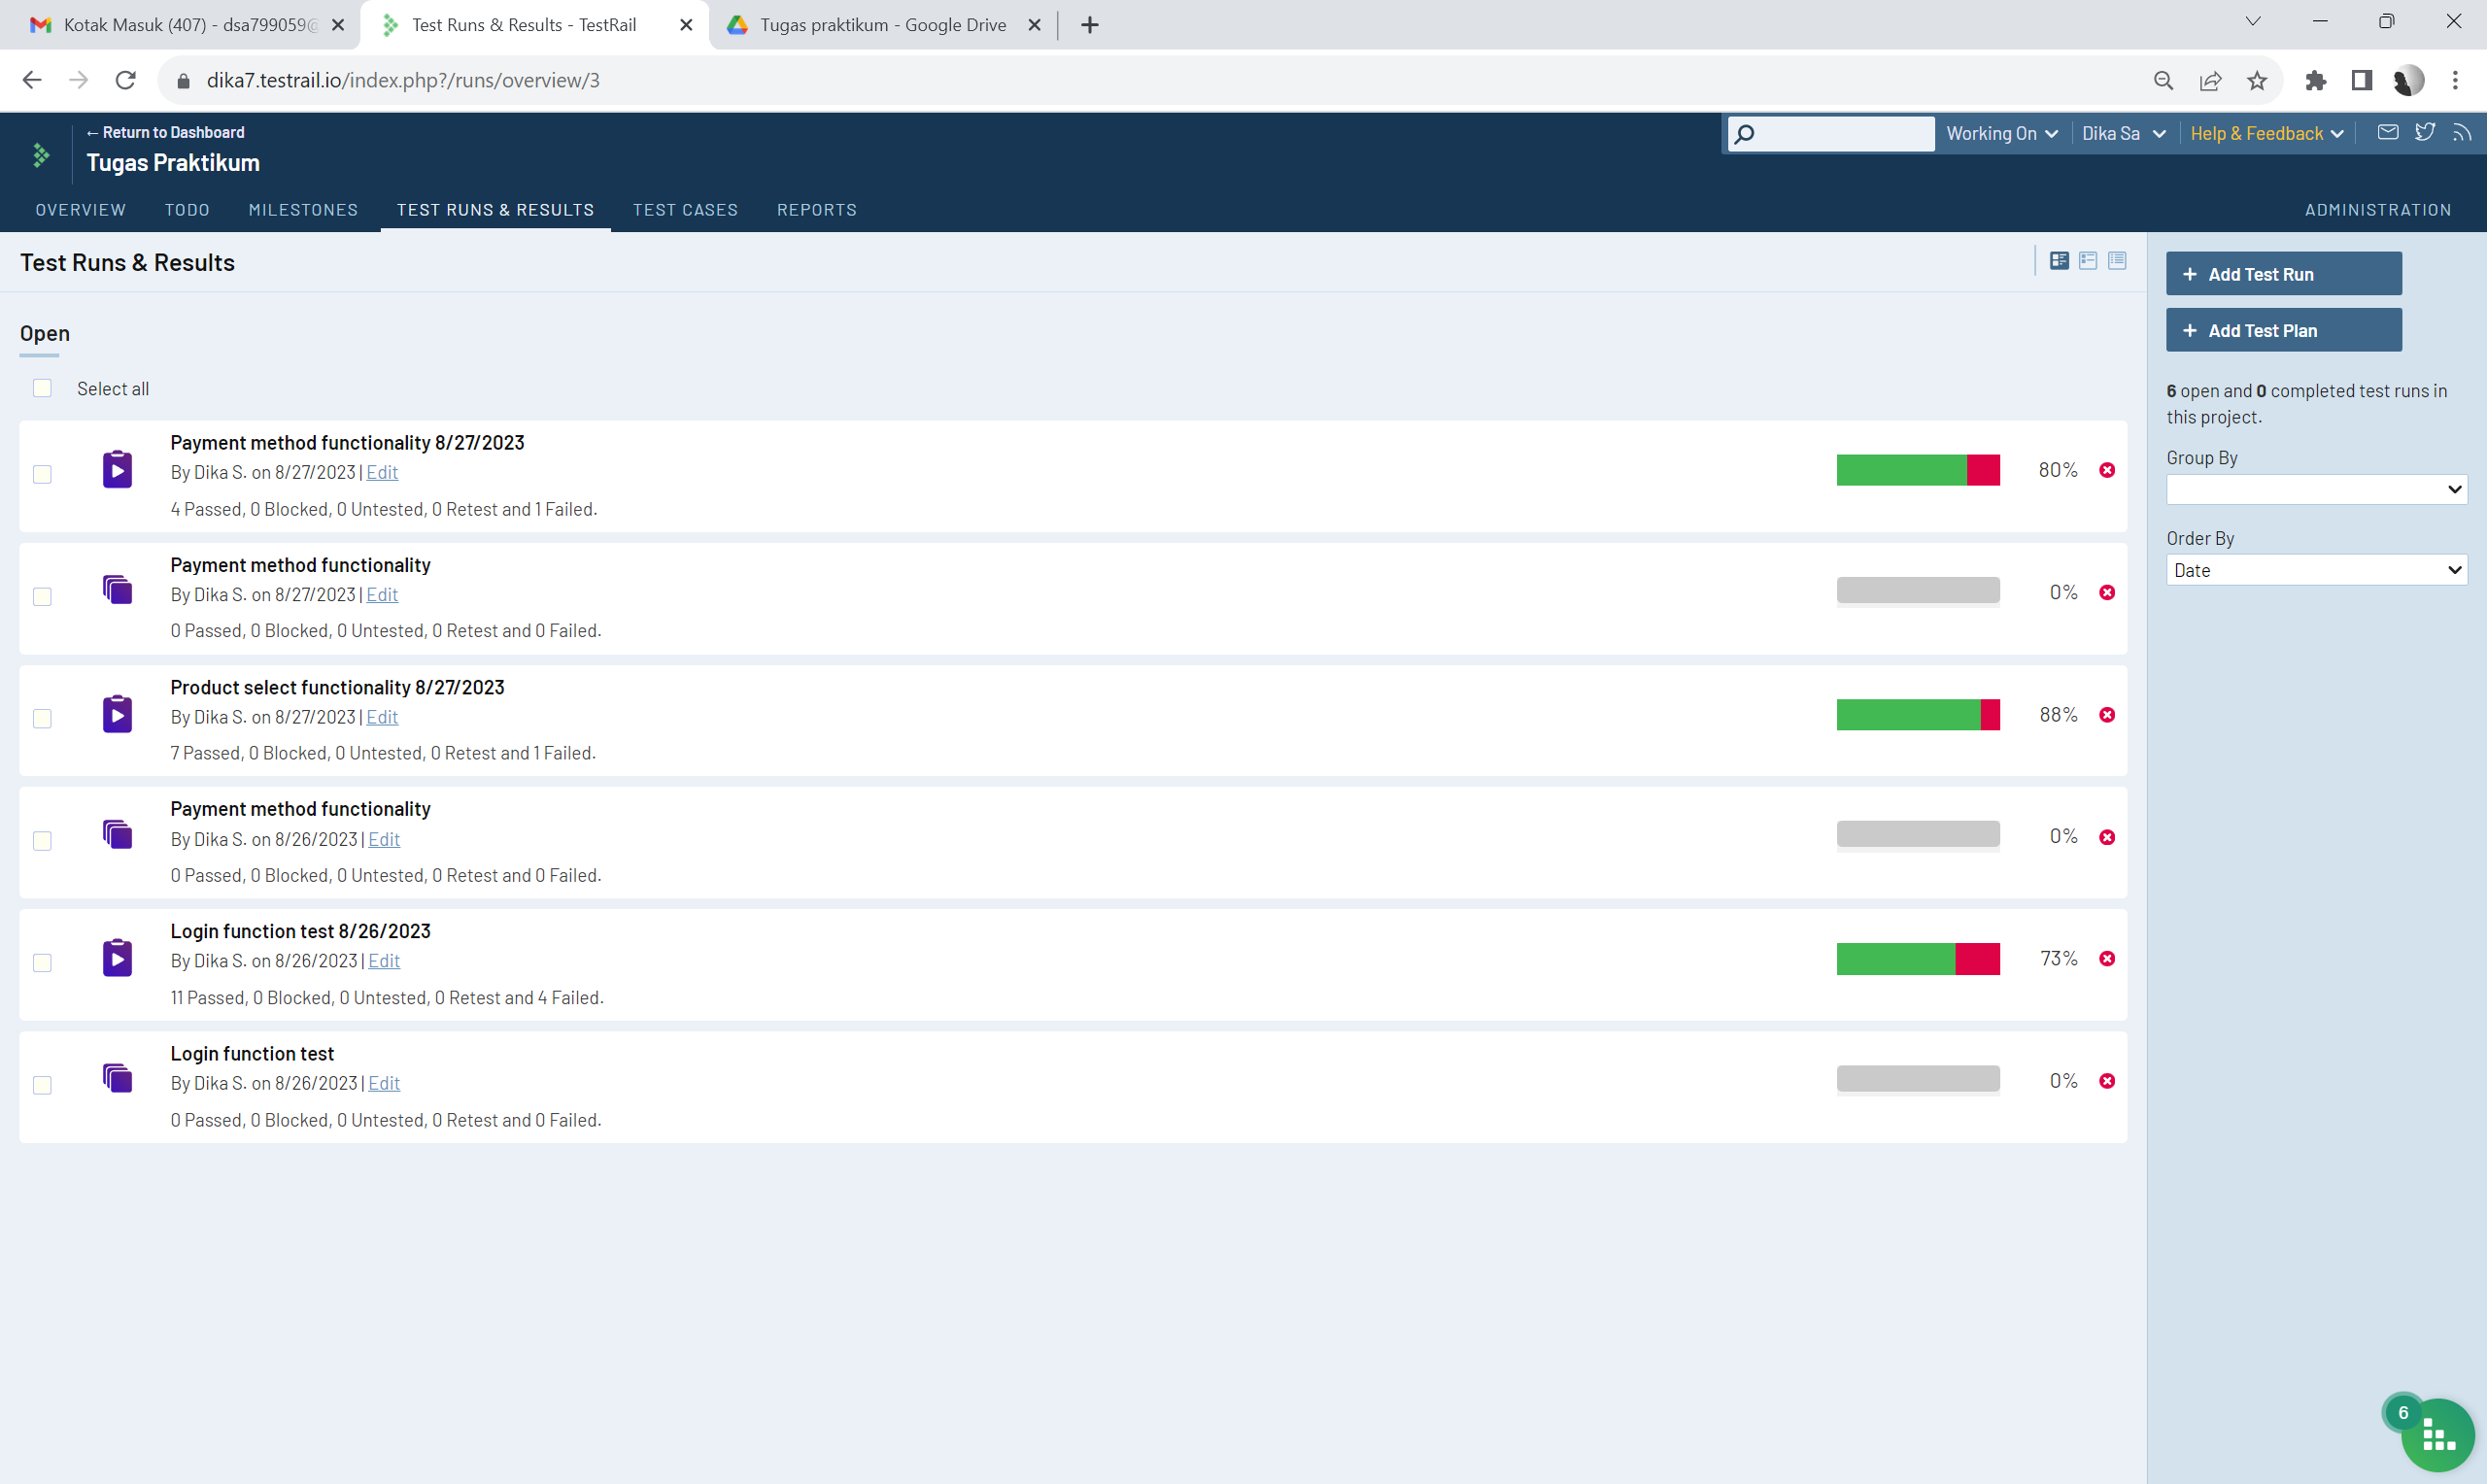 Kotak Masuk (407) - dsa799059@
Test Runs & Results - TestRail
Tugas praktikum - Google Drive
dika7.testrail.io/index.php?/runs/overview/3
← Return to Dashboard
Tugas Praktikum
Working On
Dika Sa
Help & Feedback
OVERVIEW
TODO
MILESTONES
TEST RUNS & RESULTS
TEST CASES
REPORTS
ADMINISTRATION
Test Runs & Results
Open
Select all
Payment method functionality 8/27/2023
By Dika S. on 8/27/2023 | Edit
4 Passed, 0 Blocked, 0 Untested, 0 Retest and 1 Failed.
80%
Payment method functionality
By Dika S. on 8/27/2023 | Edit
0 Passed, 0 Blocked, 0 Untested, 0 Retest and 0 Failed.
0%
Product select functionality 8/27/2023
By Dika S. on 8/27/2023 | Edit
7 Passed, 0 Blocked, 0 Untested, 0 Retest and 1 Failed.
88%
Payment method functionality
By Dika S. on 8/26/2023 | Edit
0 Passed, 0 Blocked, 0 Untested, 0 Retest and 0 Failed.
0%
Login function test 8/26/2023
By Dika S. on 8/26/2023 | Edit
11 Passed, 0 Blocked, 0 Untested, 0 Retest and 4 Failed.
73%
Login function test
By Dika S. on 8/26/2023 | Edit
0 Passed, 0 Blocked, 0 Untested, 0 Retest and 0 Failed.
0%
+ Add Test Run
+ Add Test Plan
6 open and 0 completed test runs in
this project.
Group By
Order By
Date
6